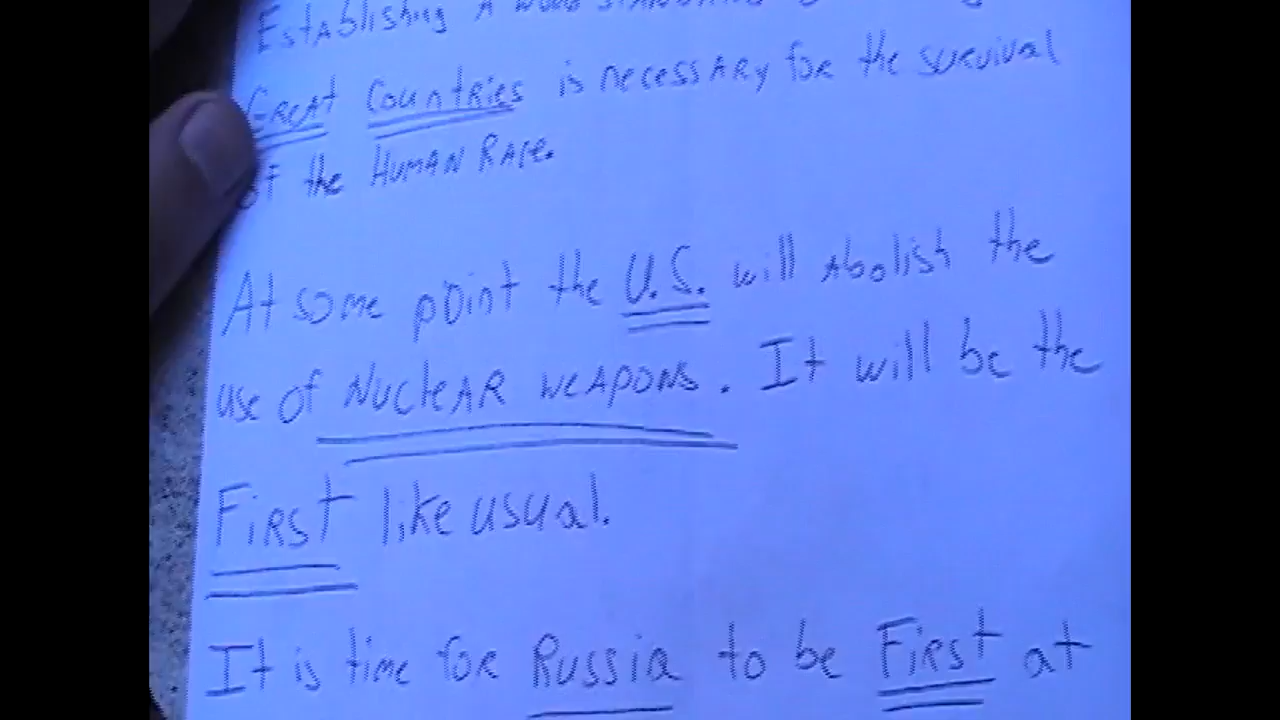 Establishing A
GREAt Countries is necessARy for the survival
of the HUMAN RAce.
At some point the U.S. will Abolish the
use of NucleAR weAPONS. It will be the
First like usual.
It is time for Russia to be First at